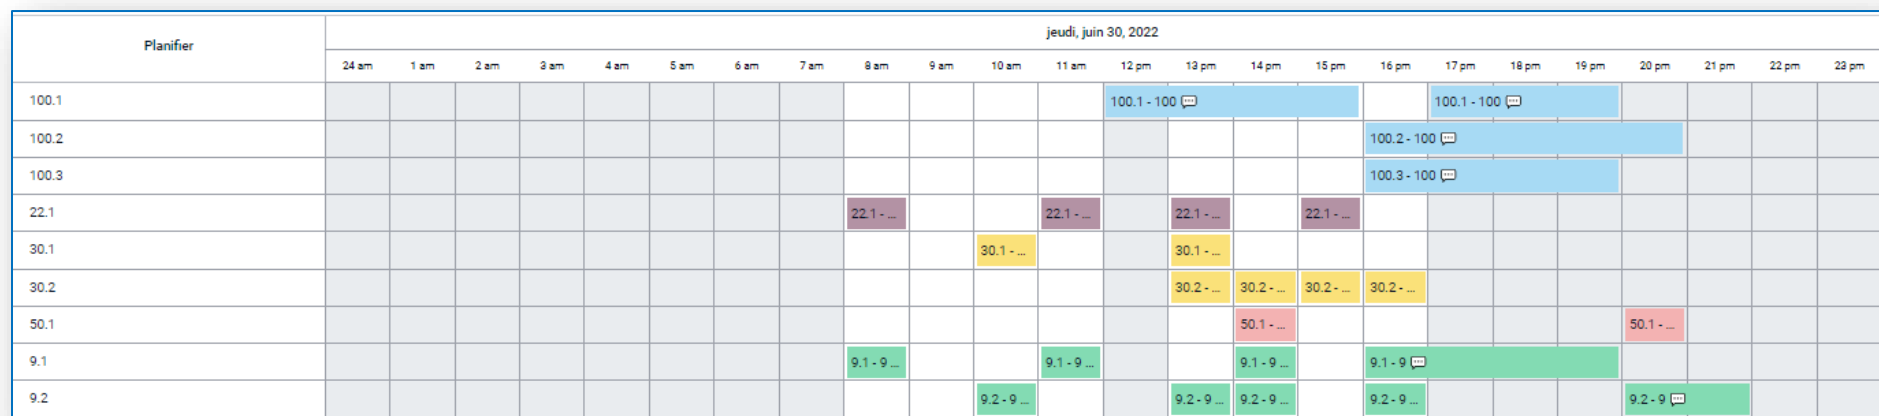 Planifier
jeudi, juin 30, 2022
24 am 1 am 2 am 3 am 4 am 5 am 6 am 7 am 8 am 9 am 10 am 11 am 12 pm 13 pm 14 pm 15 pm 16 pm 17 pm 18 pm 19 pm 20 pm 21 pm 22 pm 23 pm
100.1 100.1 - 100 100.1 - 100
100.2 100.2 - 100
100.3 100.3 - 100
22.1 22.1 - ... 22.1 - ... 22.1 - ... 22.1 - ...
30.1 30.1 - ... 30.1 - ...
30.2 30.2 - ... 30.2 - ... 30.2 - ... 30.2 - ...
50.1 50.1 - ... 50.1 - ...
9.1 9.1 - 9 ... 9.1 - 9 ... 9.1 - 9 ... 9.1 - 9
9.2 9.2 - 9 ... 9.2 - 9 ... 9.2 - 9 ... 9.2 - 9 ... 9.2 - 9